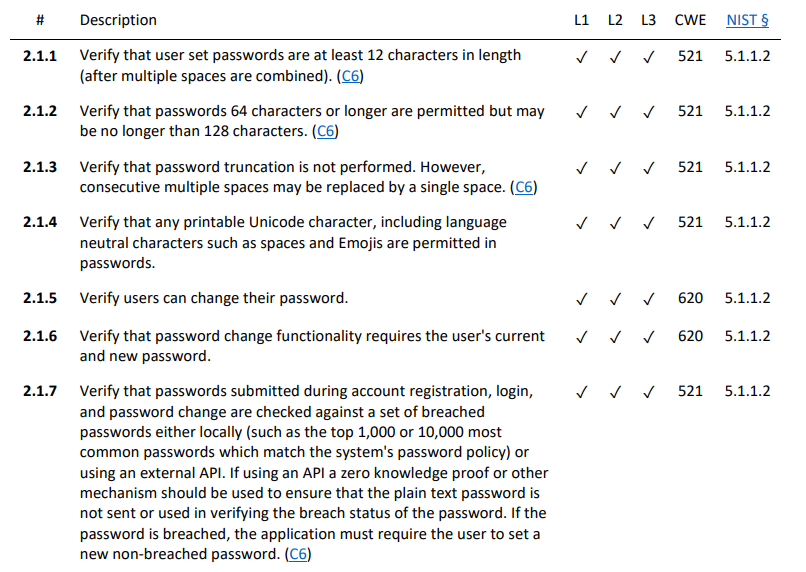 # Description L1 L2 L3 CWE NIST §
2.1.1 Verify that user set passwords are at least 12 characters in length ✓ ✓ ✓ 521 5.1.1.2
(after multiple spaces are combined). (C6)
2.1.2 Verify that passwords 64 characters or longer are permitted but may ✓ ✓ ✓ 521 5.1.1.2
be no longer than 128 characters. (C6)
2.1.3 Verify that password truncation is not performed. However, ✓ ✓ ✓ 521 5.1.1.2
consecutive multiple spaces may be replaced by a single space. (C6)
2.1.4 Verify that any printable Unicode character, including language ✓ ✓ ✓ 521 5.1.1.2
neutral characters such as spaces and Emojis are permitted in
passwords.
2.1.5 Verify users can change their password. ✓ ✓ ✓ 620 5.1.1.2
2.1.6 Verify that password change functionality requires the user's current ✓ ✓ ✓ 620 5.1.1.2
and new password.
2.1.7 Verify that passwords submitted during account registration, login, ✓ ✓ ✓ 521 5.1.1.2
and password change are checked against a set of breached
passwords either locally (such as the top 1,000 or 10,000 most
common passwords which match the system's password policy) or
using an external API. If using an API a zero knowledge proof or other
mechanism should be used to ensure that the plain text password is
not sent or used in verifying the breach status of the password. If the
password is breached, the application must require the user to set a
new non-breached password. (C6)